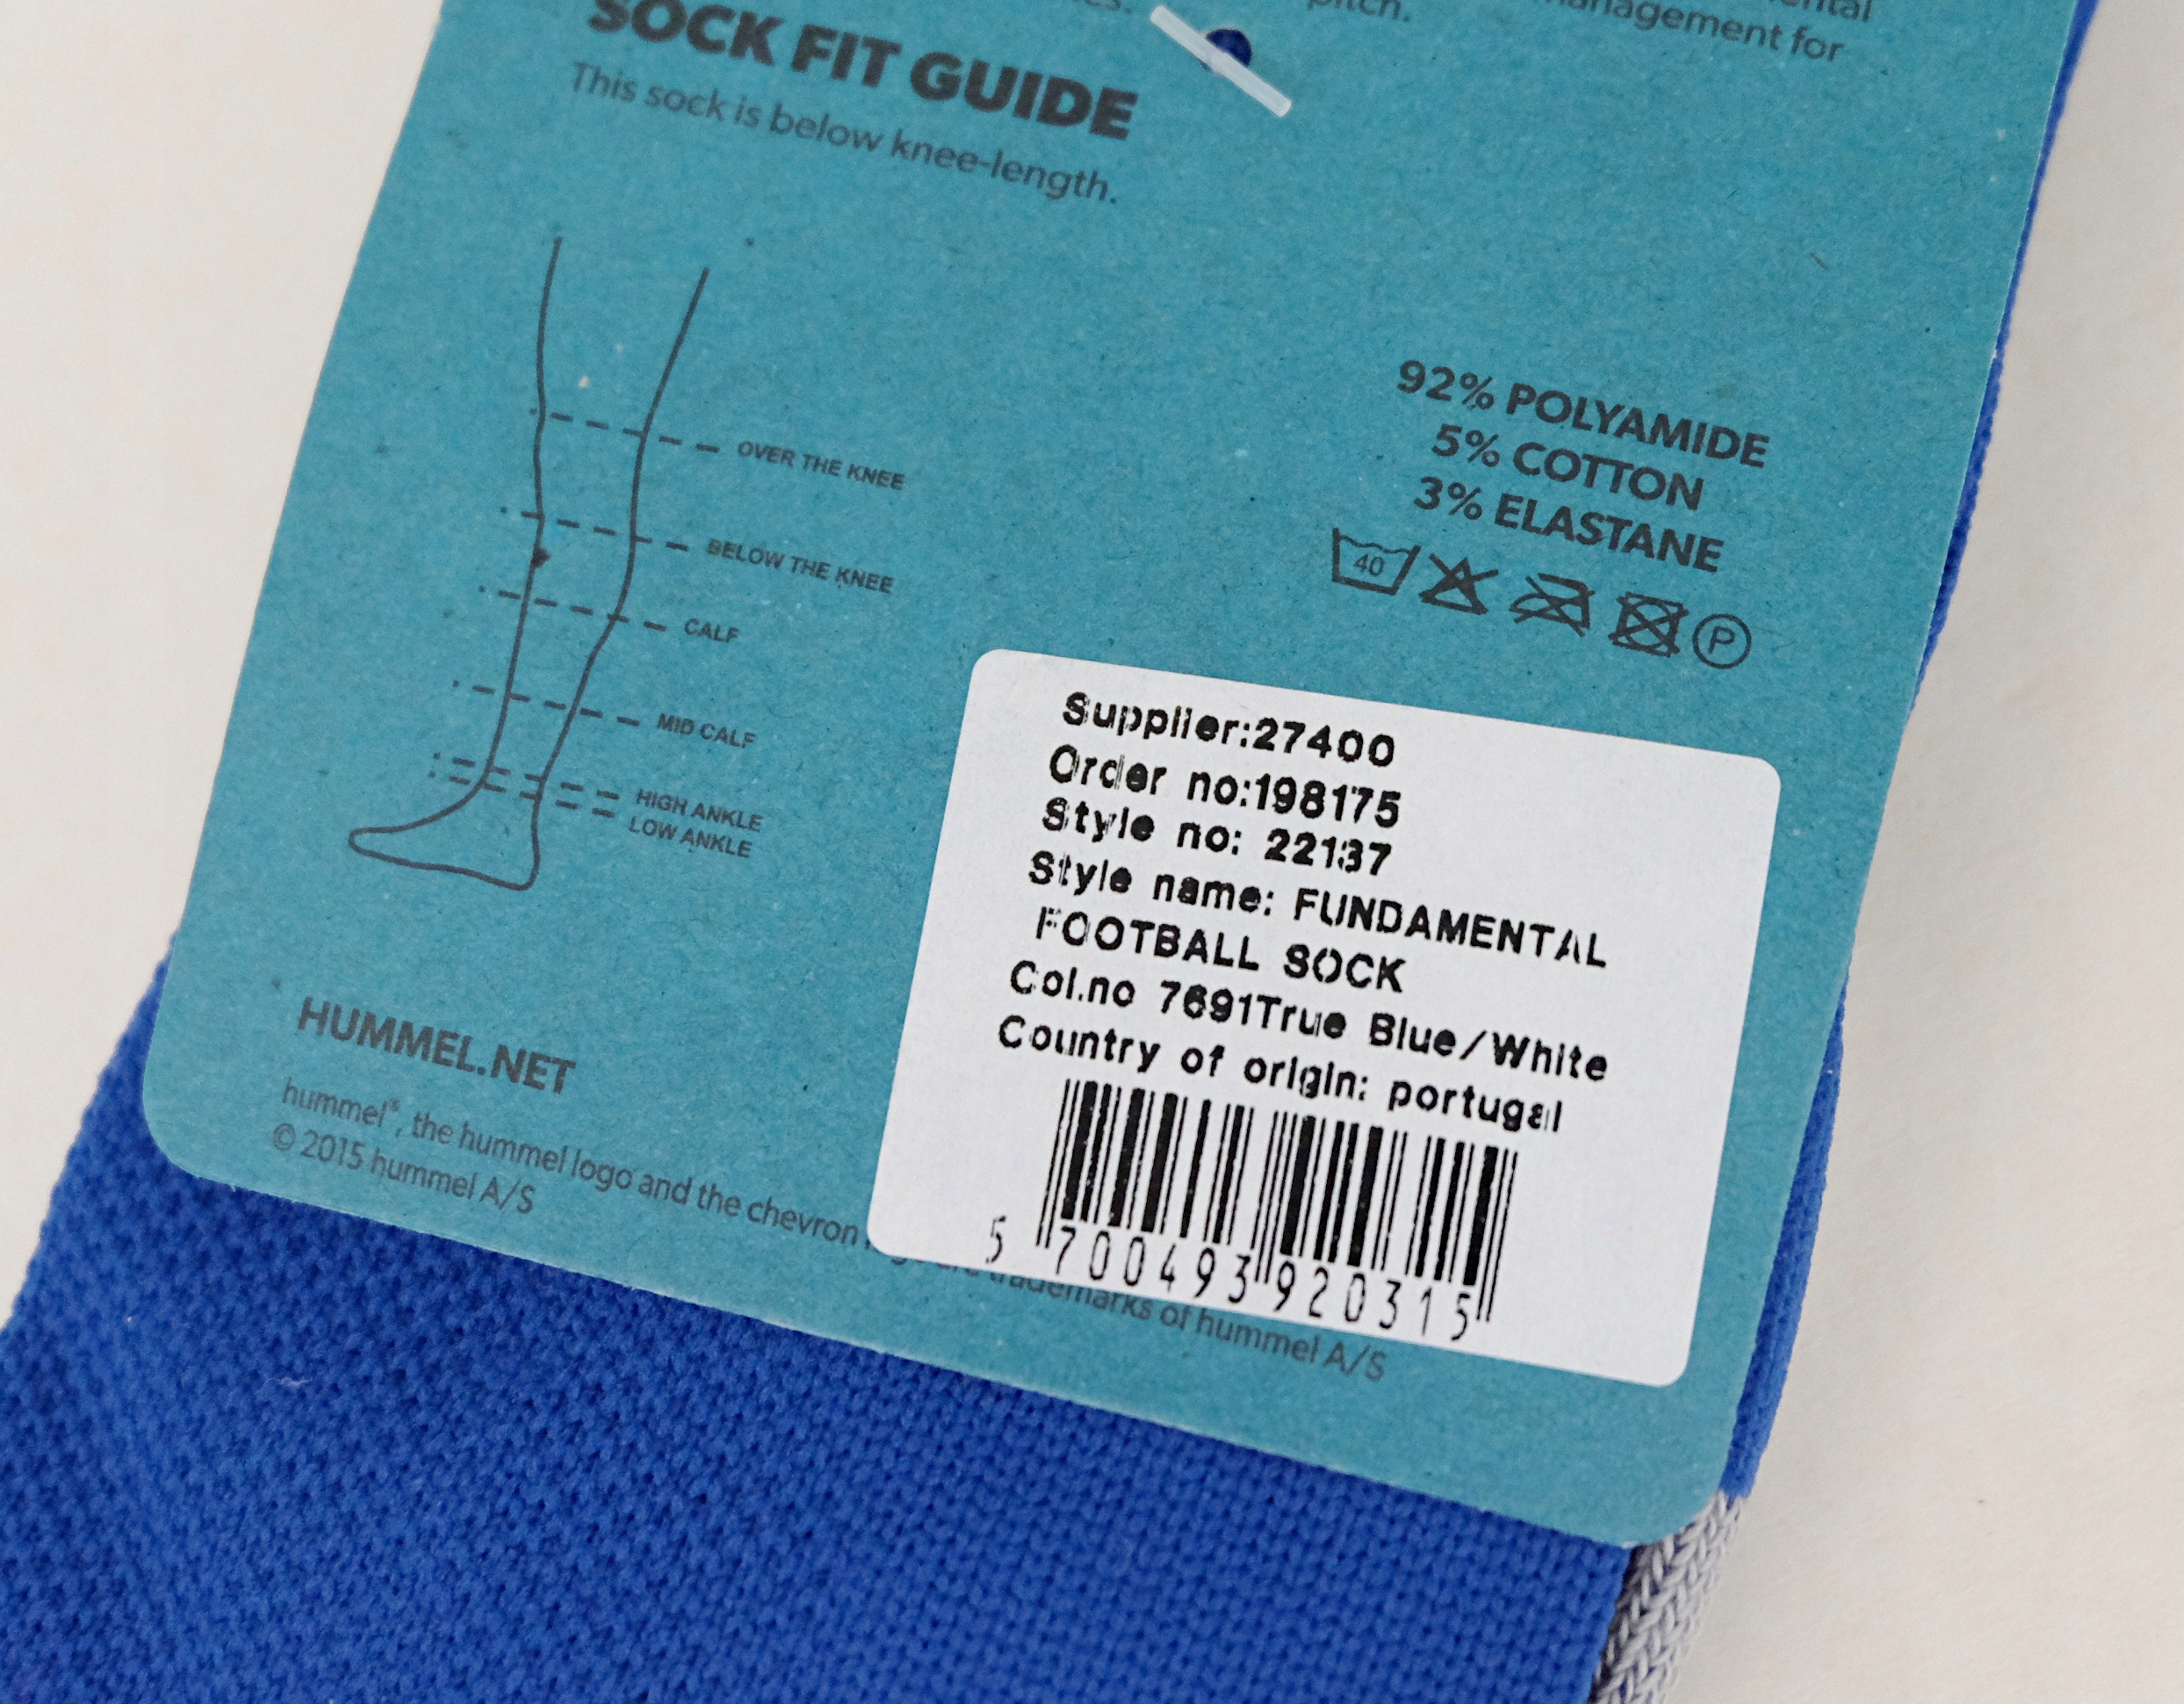 management for
pitch.
SOCK FIT GUIDE
This sock is below knee-length.
OVER THE KNEE
BELOW THE KNEE
CALF
MID CALF
HIGH ANKLE
LOW ANKLE
92% POLYAMIDE
5% COTTON
3% ELASTANE
40
P
Supplier:27400
Order no:198175
Style no: 22137
Style name: FUNDAMENTAL
FOOTBALL SOCK
Col.no 7691True Blue/White
Country of origin: portugal
5 700493 920315
HUMMEL.NET
hummel®, the hummel logo and the chevron trademarks of hummel A/S
© 2015 hummel A/S